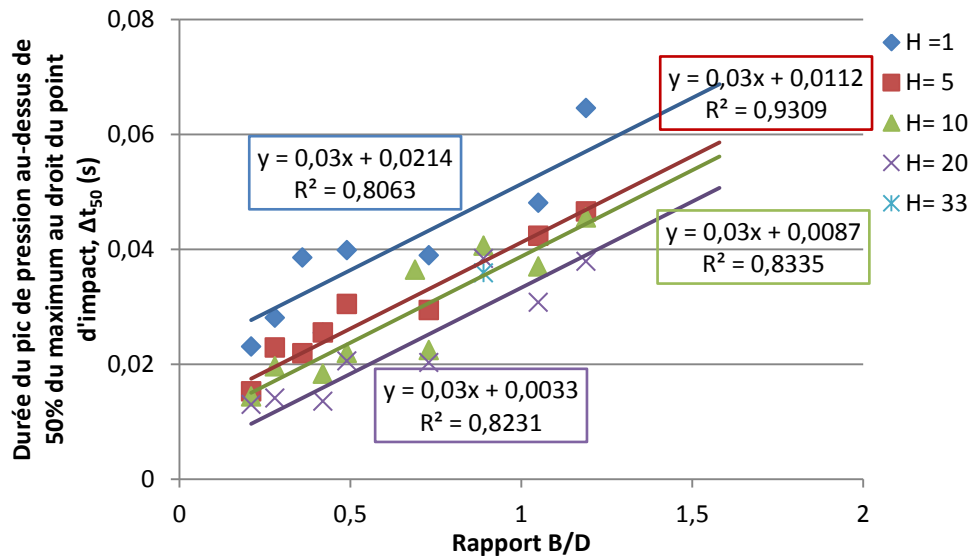 Durée du pic de pression au-dessus de
50% du maximum au droit du point
d'impact, Δt₅₀ (s)
0,08
0,06
0,04
0,02
0
0
0,5
1
1,5
2
Rapport B/D
y = 0,03x + 0,0214
R² = 0,8063
y = 0,03x + 0,0112
R² = 0,9309
y = 0,03x + 0,0087
R² = 0,8335
y = 0,03x + 0,0033
R² = 0,8231
H =1
H= 5
H= 10
H= 20
H= 33